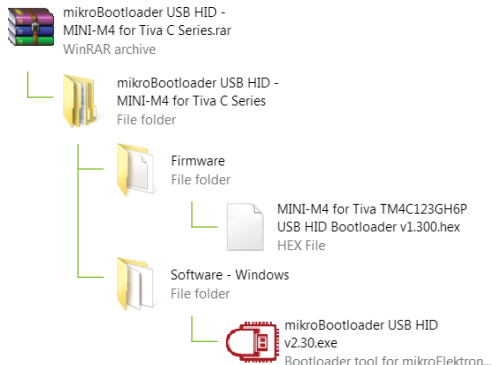 mikroBootloader USB HID -
MINI-M4 for Tiva C Series.rar
WinRAR archive
mikroBootloader USB HID -
MINI-M4 for Tiva C Series
File folder
Firmware
File folder
MINI-M4 for Tiva TM4C123GH6P
USB HID Bootloader v1.300.hex
HEX File
Software - Windows
File folder
mikroBootloader USB HID
v2.30.exe
Bootloader tool for mikroElektron...